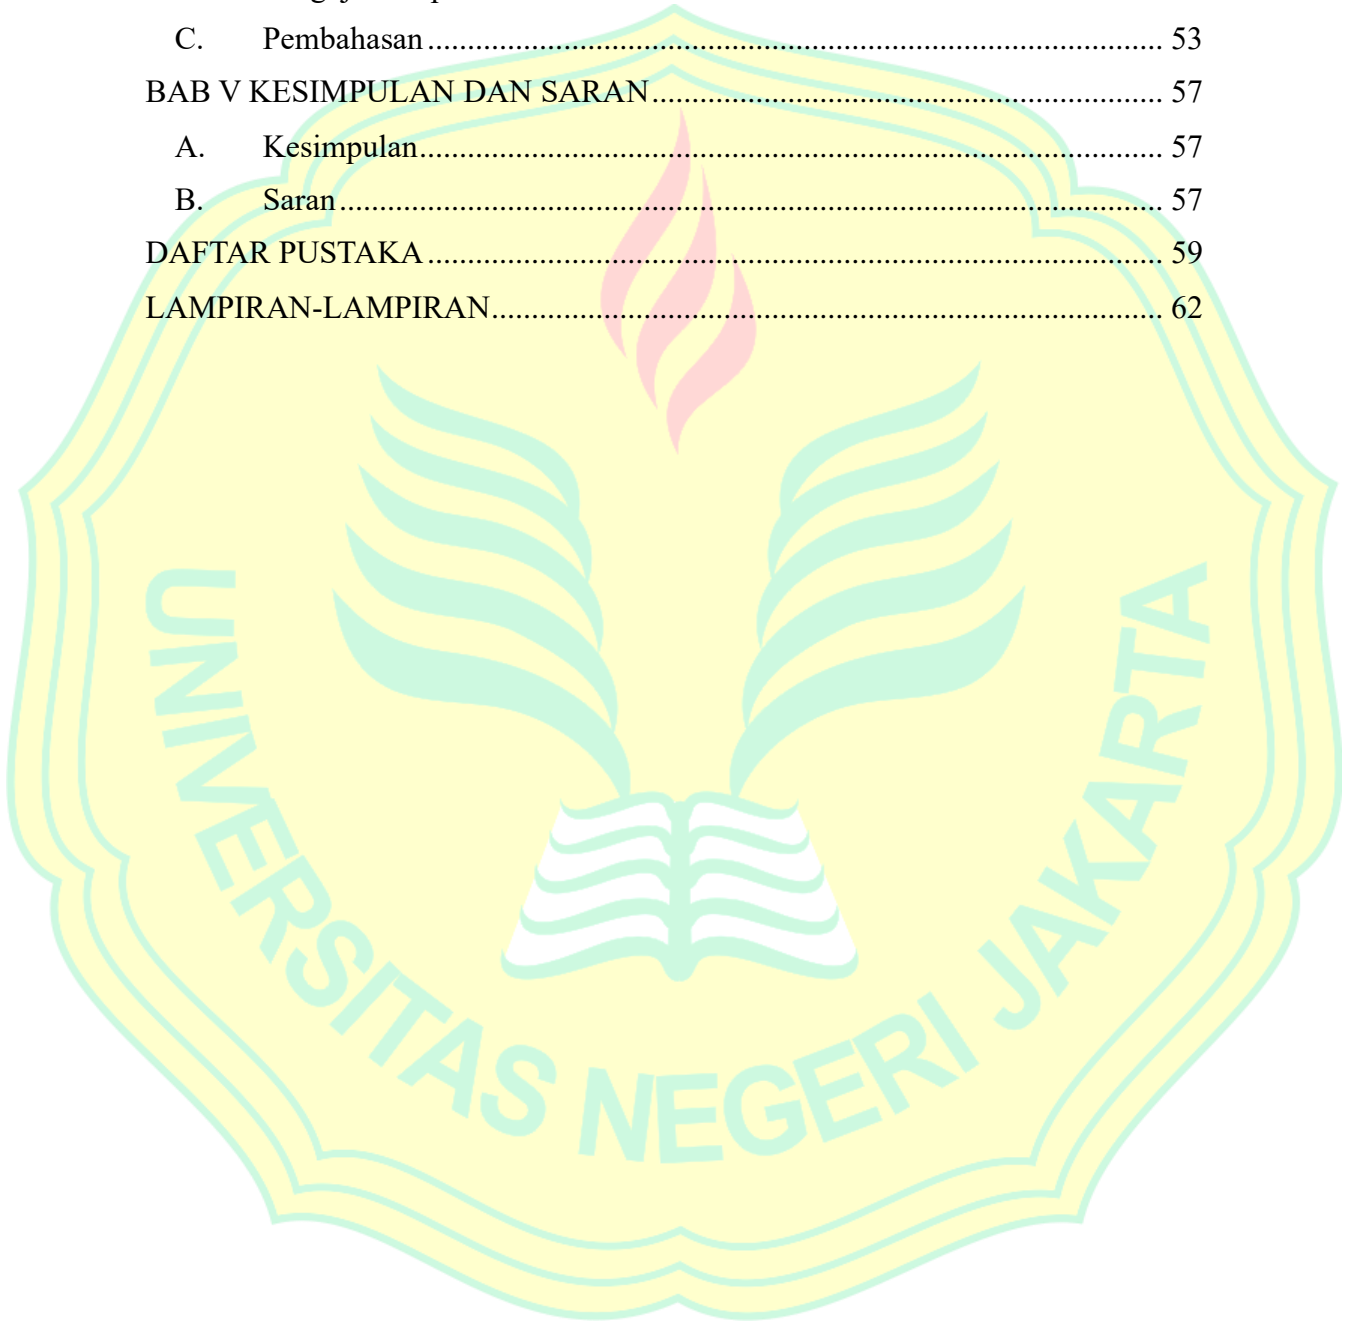 C. Pembahasan ........................................................................................... 53
BAB V KESIMPULAN DAN SARAN ............................................................... 57
A. Kesimpulan ............................................................................................ 57
B. Saran ...................................................................................................... 57
DAFTAR PUSTAKA ........................................................................................... 59
LAMPIRAN-LAMPIRAN ................................................................................... 62
UNIVERSITAS NEGERI JAKARTA